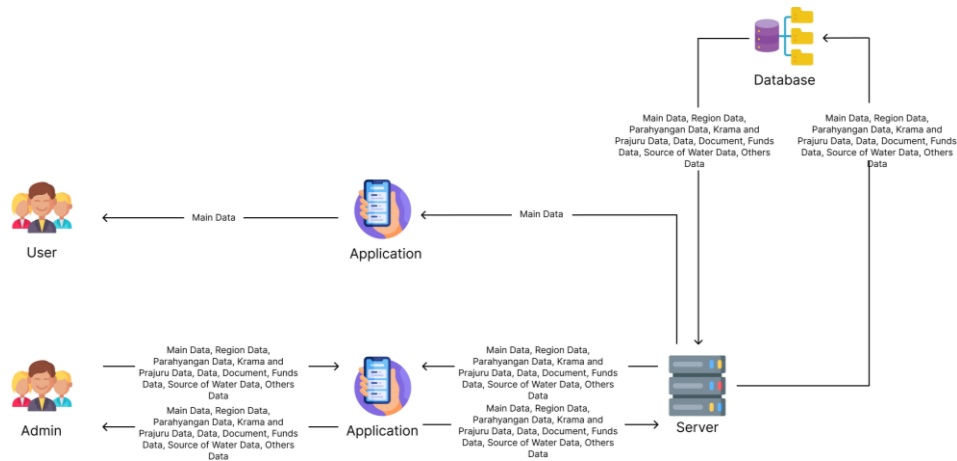 Database
Main Data, Region Data,
Parahyangan Data, Krama and
Prajuru Data, Data, Document, Funds
Data, Source of Water Data, Others
Data
Main Data, Region Data,
Parahyangan Data, Krama and
Prajuru Data, Data, Document, Funds
Data, Source of Water Data, Others
Data
User
Main Data
Application
Main Data
Main Data, Region Data,
Parahyangan Data, Krama and
Prajuru Data, Data, Document, Funds
Data, Source of Water Data, Others
Data
Main Data, Region Data,
Parahyangan Data, Krama and
Prajuru Data, Data, Document, Funds
Data, Source of Water Data, Others
Data
Admin
Main Data, Region Data,
Parahyangan Data, Krama and
Prajuru Data, Data, Document, Funds
Data, Source of Water Data, Others
Data
Application
Main Data, Region Data,
Parahyangan Data, Krama and
Prajuru Data, Data, Document, Funds
Data, Source of Water Data, Others
Data
Server